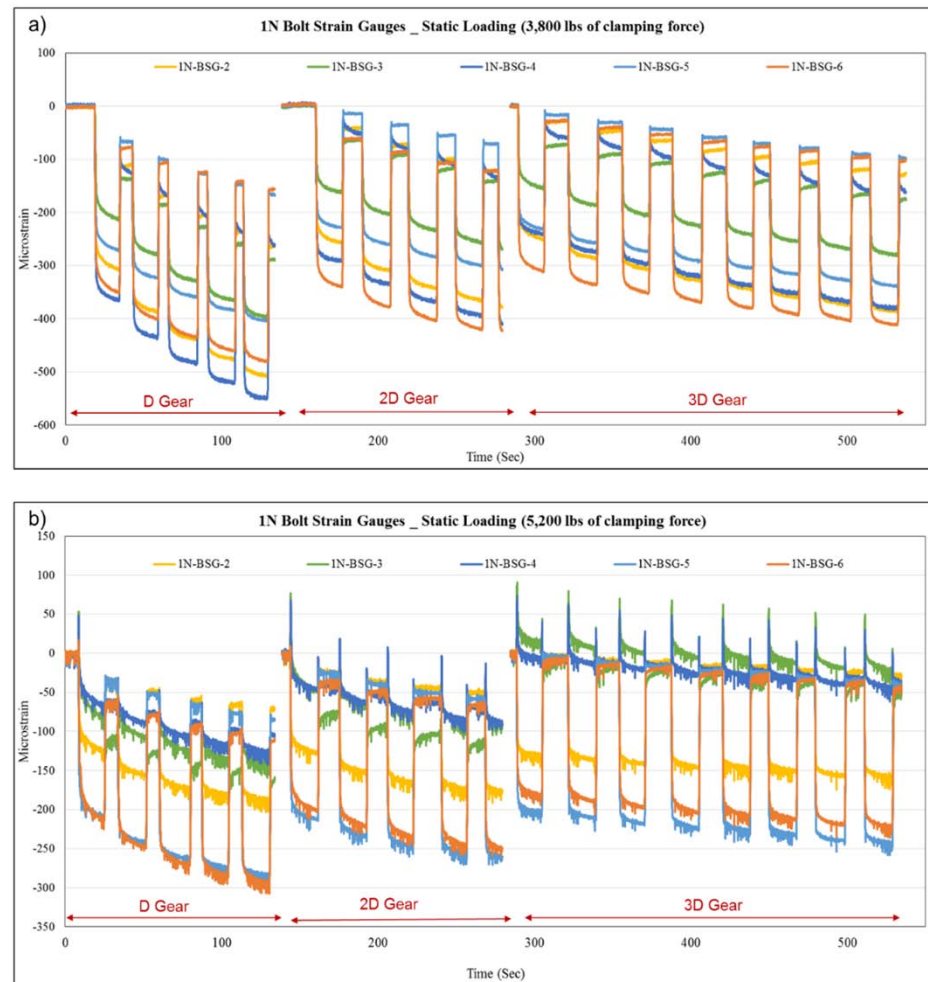 a)
1N Bolt Strain Gauges _ Static Loading (3,800 lbs of clamping force)
100
1N-BSG-2 1N-BSG-3 1N-BSG-4 1N-BSG-5 1N-BSG-6
0
-100
-200
Microstrain
-300
-400
-500
D Gear 2D Gear 3D Gear
-600
0 100 200 300 400 500
Time (Sec)
b)
1N Bolt Strain Gauges _ Static Loading (5,200 lbs of clamping force)
150
1N-BSG-2 1N-BSG-3 1N-BSG-4 1N-BSG-5 1N-BSG-6
100
50
0
-50
Microstrain
-100
-150
-200
-250
-300
D Gear 2D Gear 3D Gear
-350
0 100 200 300 400 500
Time (Sec)